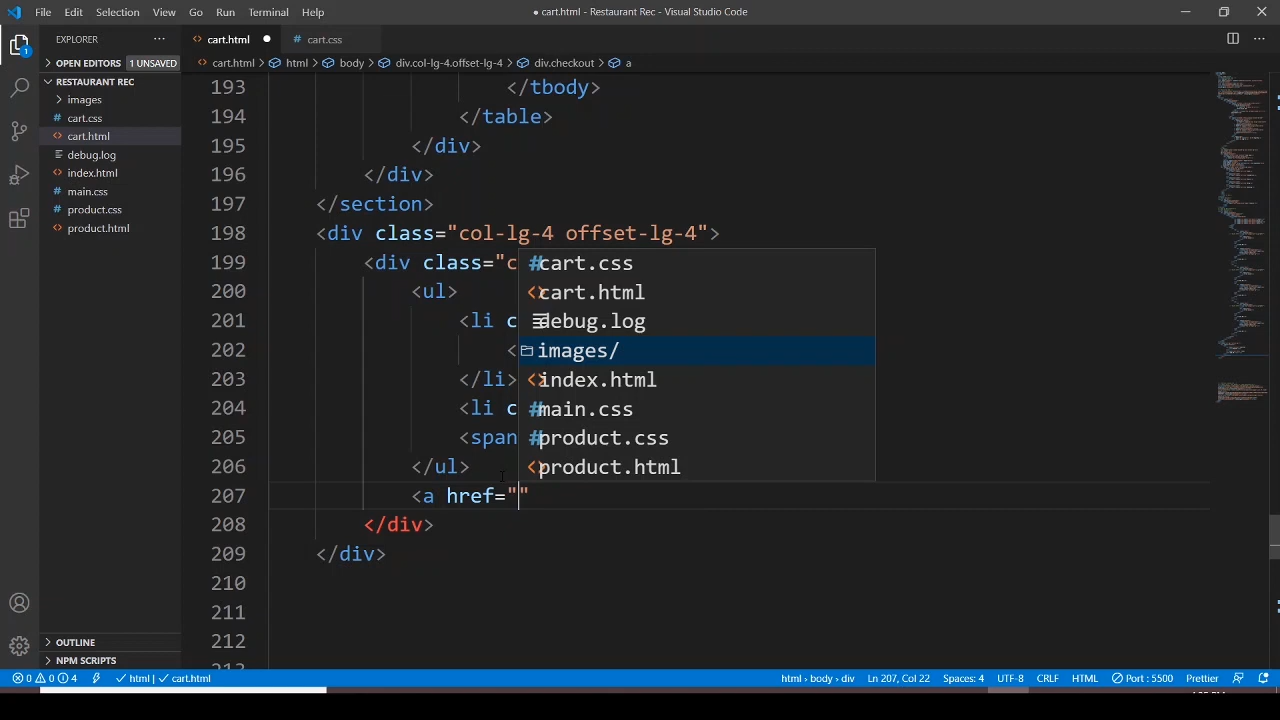 File Edit Selection View Go Run Terminal Help
● cart.html - Restaurant Rec - Visual Studio Code
EXPLORER ···
cart.html ● cart.css
OPEN EDITORS 1 UNSAVED
cart.html > html > body > div.col-lg-4.offset-lg-4 > div.checkout > a
RESTAURANT REC
images
cart.css
cart.html
debug.log
index.html
main.css
product.css
product.html
OUTLINE
NPM SCRIPTS
1
193 </tbody>
194 </table>
195 </div>
196 </div>
197 </section>
198 <div class="col-lg-4 offset-lg-4">
199 <div class="c
200 <ul>
201 <li c
202 <
203 </li>
204 <li c
205 <span
206 </ul>
207 <a href=""
208 </div>
209 </div>
210
211
212
cart.css
cart.html
debug.log
images/
index.html
main.css
product.css
product.html
0 0 4 html | cart.html html › body › div Ln 207, Col 22 Spaces: 4 UTF-8 CRLF HTML Port : 5500 Prettier